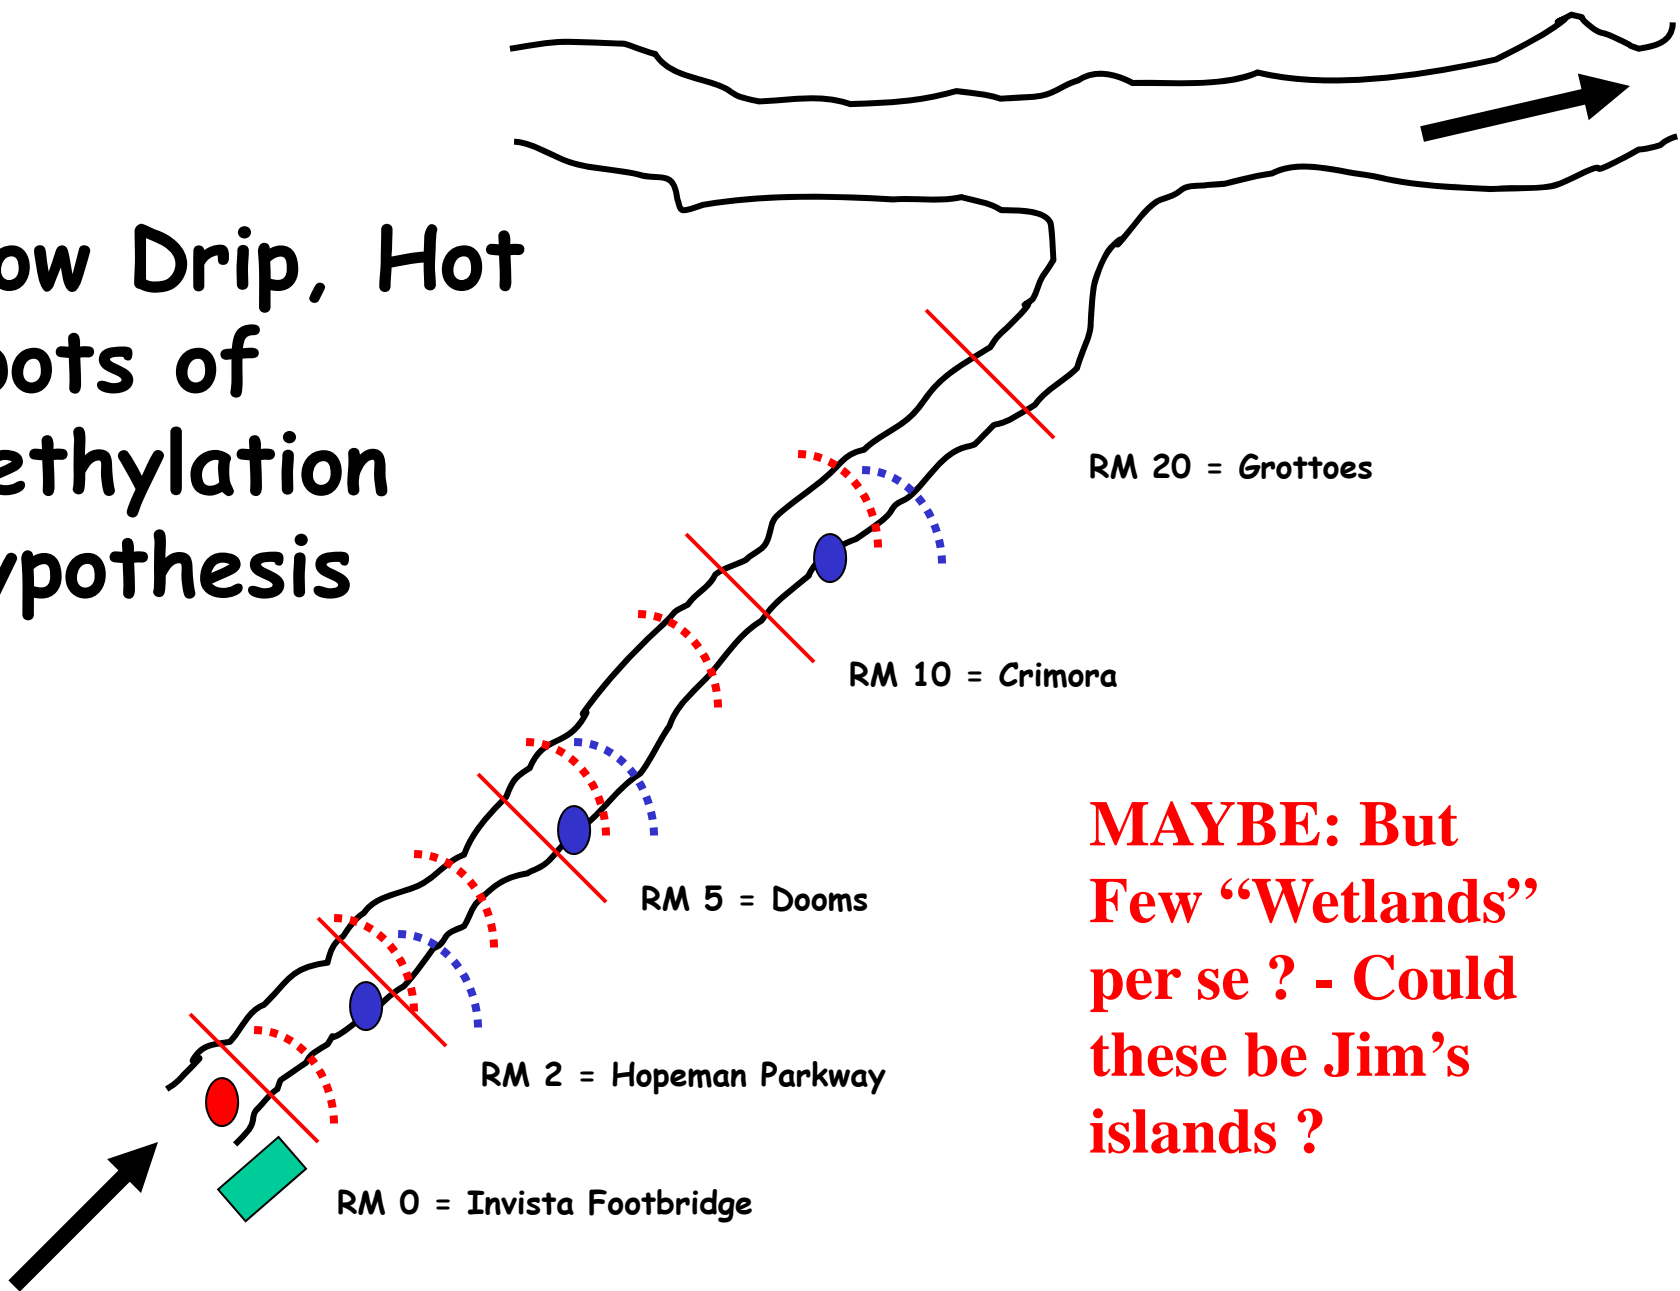 ow Drip, Hot
ots of
ethylation
ypothesis
RM 20 = Grottoes
RM 10 = Crimora
MAYBE: But
Few “Wetlands”
per se ? - Could
these be Jim’s
islands ?
RM 5 = Dooms
RM 2 = Hopeman Parkway
RM 0 = Invista Footbridge